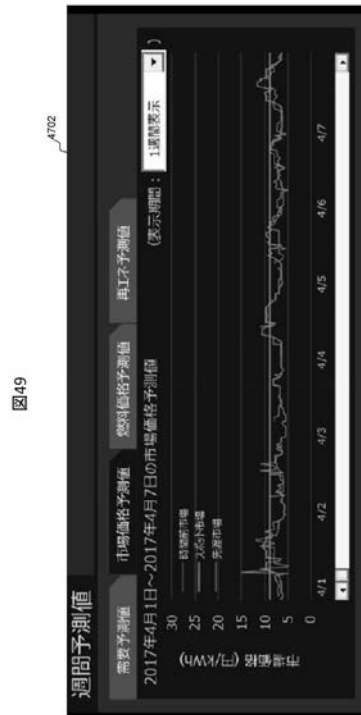 図49
4702
週間予測値
需要予測値 市場価格予測値 燃料価格予測値 再エネ予測値
2017年4月1日～2017年4月7日の市場価格予測値 (表示期間： 1週間表示 )
時間前市場
スポット市場
先渡市場
市場価格 (円/kWh)
30
25
20
15
10
5
0
4/1 4/2 4/3 4/4 4/5 4/6 4/7